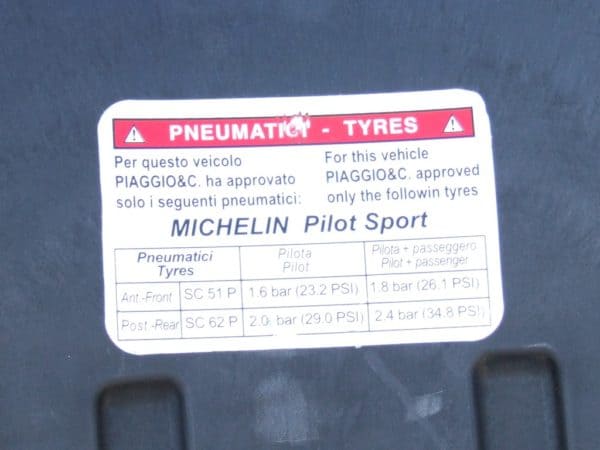 PNEUMATICI - TYRES
Per questo veicolo
PIAGGIO&C. ha approvato
solo i seguenti pneumatici:
For this vehicle
PIAGGIO&C. approved
only the followin tyres
MICHELIN Pilot Sport
Pneumatici Pilota Pilota + passeggero
Tyres Pilot Pilot + passenger
Ant.-Front SC 51 P 1.6 bar (23.2 PSI) 1.8 bar (26.1 PSI)
Post.-Rear SC 62 P 2.0 bar (29.0 PSI) 2.4 bar (34.8 PSI)